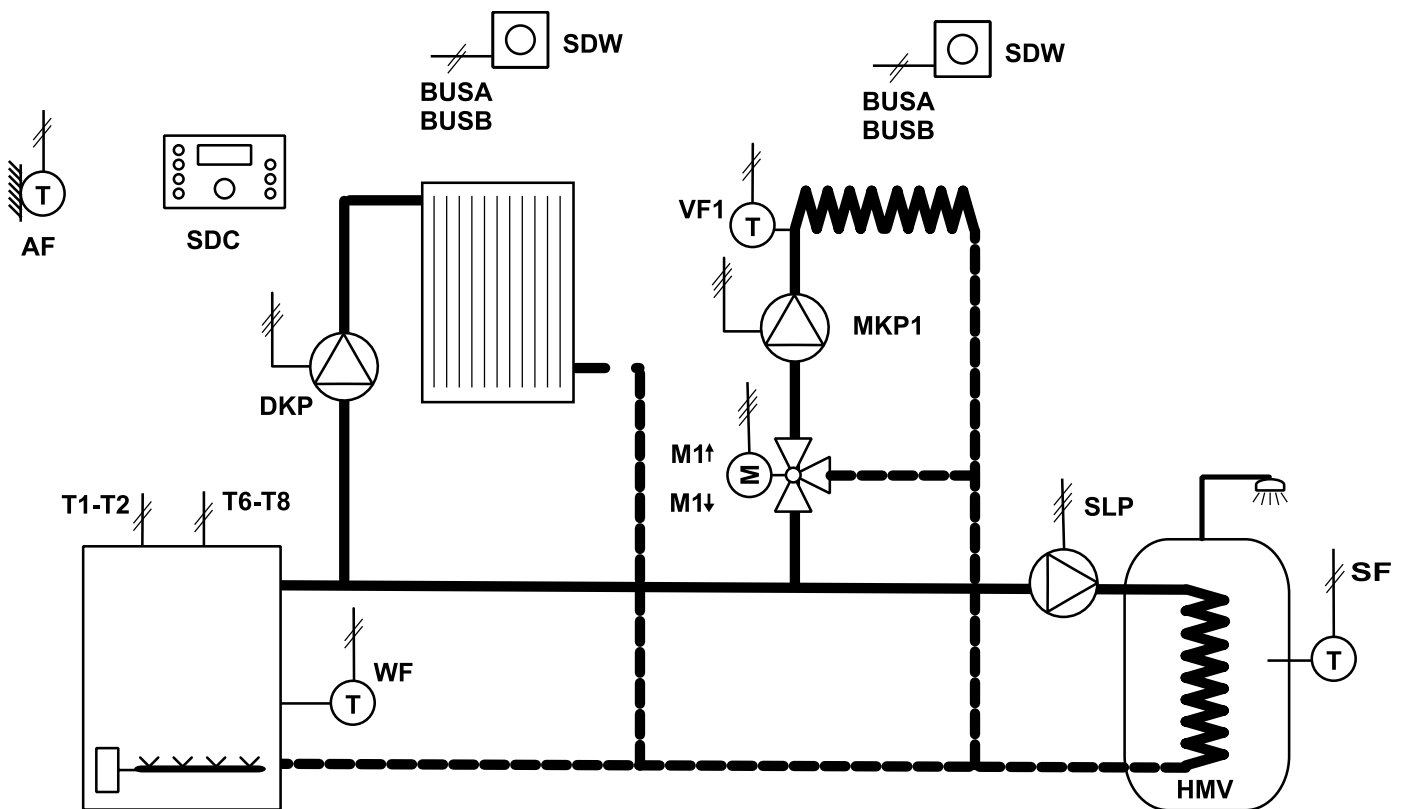 SDW
SDW
BUSA
BUSB
BUSA
BUSB
T
AF
SDC
VF1
T
DKP
MKP1
M1↑
M
M1↓
T1-T2
T6-T8
SLP
SF
WF
T
T
HMV